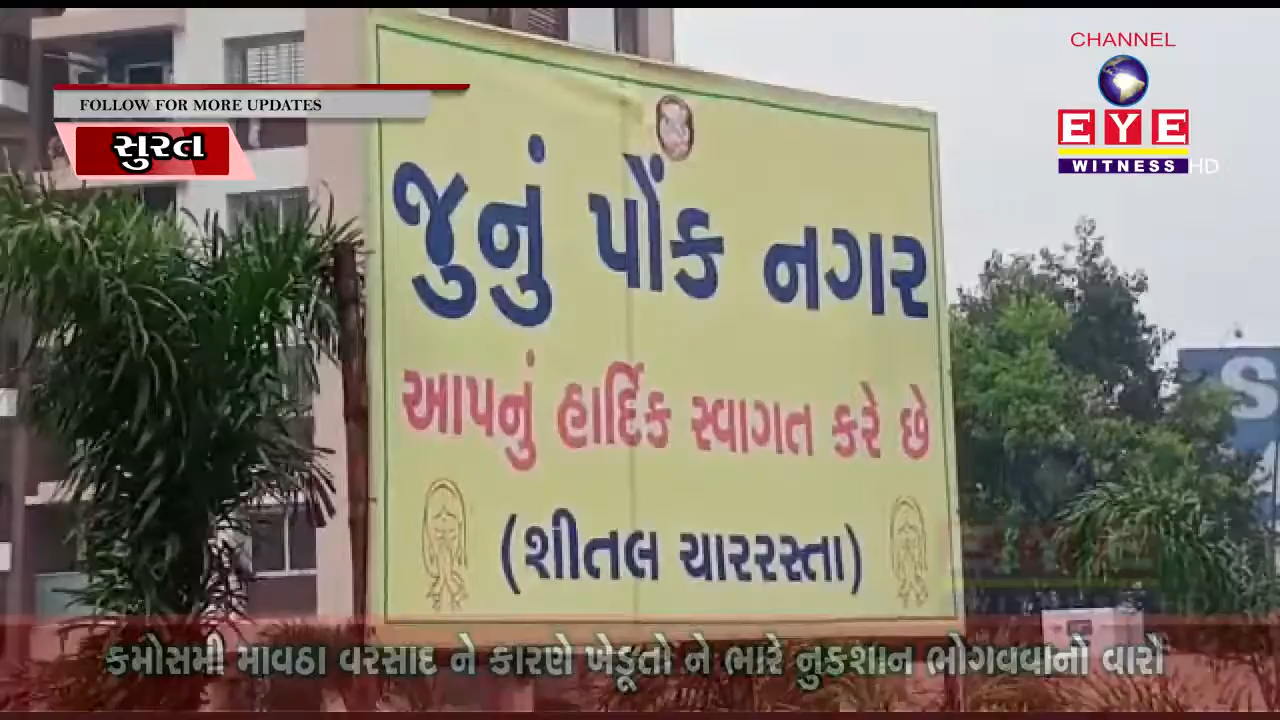 CHANNEL
EYE
WITNESS HD
FOLLOW FOR MORE UPDATES
સુરત
જુનું પોંક નગર
આપનું હાર્દિક સ્વાગત કરે છે
(શીતલ ચારરસ્તા)
S
કમોસમી માવઠા વરસાદ ને કારણે ખેડૂતો ને ભારે નુકશાન ભોગવવાનો વારો